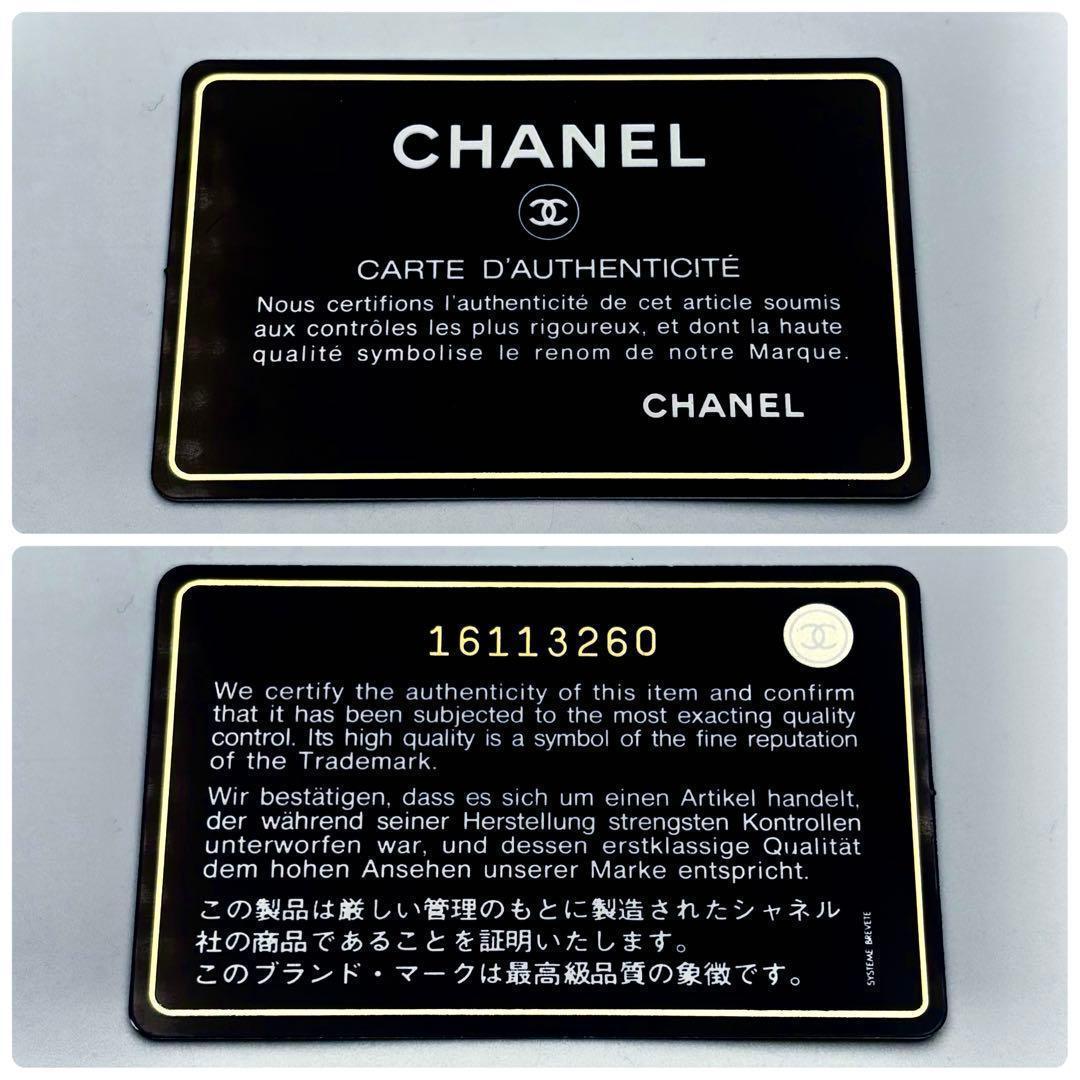 CHANEL
CARTE D'AUTHENTICITÉ
Nous certifions l'authenticité de cet article soumis
aux contrôles les plus rigoureux, et dont la haute
qualité symbolise le renom de notre Marque.
CHANEL
16113260
We certify the authenticity of this item and confirm
that it has been subjected to the most exacting quality
control. Its high quality is a symbol of the fine reputation
of the Trademark.
Wir bestätigen, dass es sich um einen Artikel handelt,
der während seiner Herstellung strengsten Kontrollen
unterworfen war, und dessen erstklassige Qualität
dem hohen Ansehen unserer Marke entspricht.
この製品は厳しい管理のもとに製造されたシャネル
社の商品であることを証明いたします。
このブランド・マークは最高級品質の象徴です。
SYSTEME BREVETE